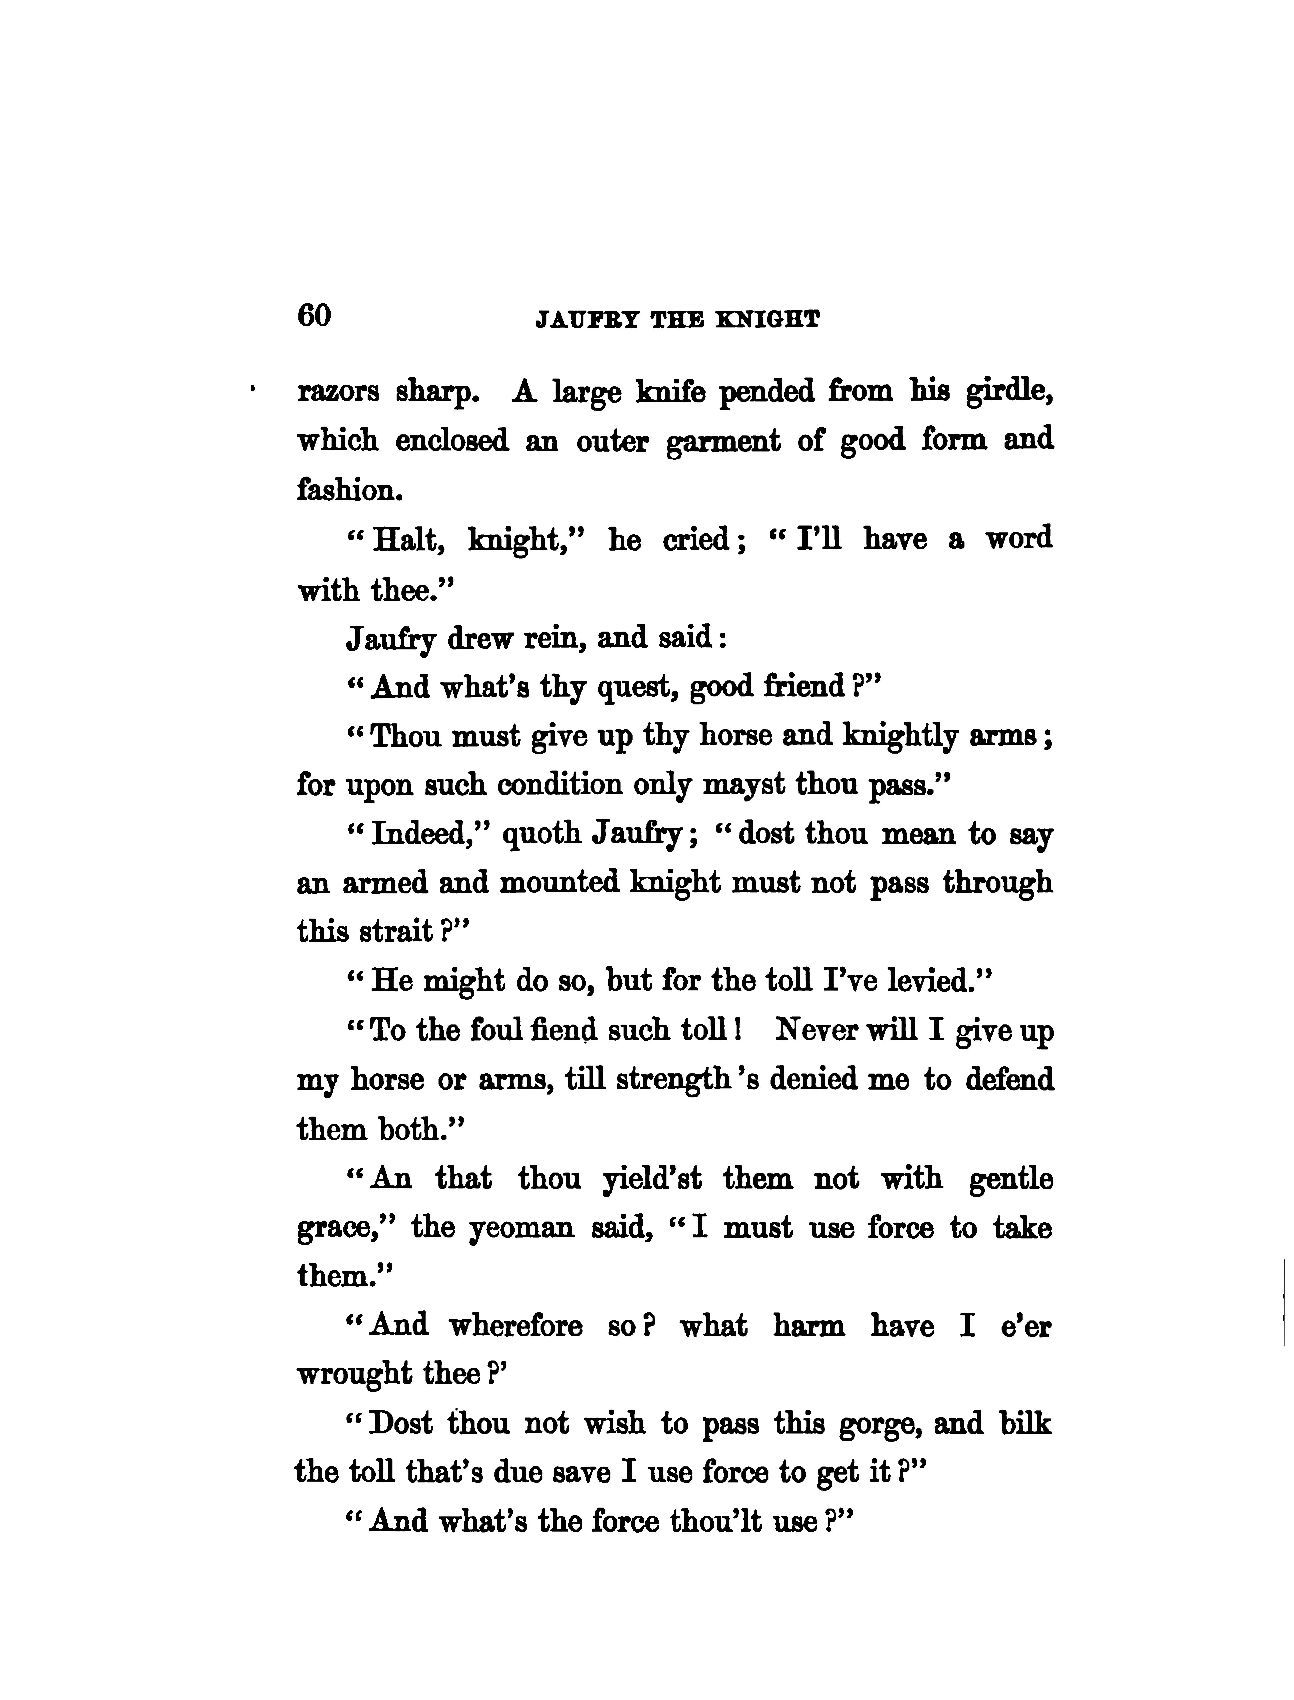 60 JAUFRY THE KNIGHT
razors sharp. A large knife pended from his girdle,
which enclosed an outer garment of good form and
fashion.
“Halt, knight,” he cried; “I’ll have a word
with thee.”
Jaufry drew rein, and said:
“And what’s thy quest, good friend?”
“Thou must give up thy horse and knightly arms;
for upon such condition only mayst thou pass.”
“Indeed,” quoth Jaufry; “dost thou mean to say
an armed and mounted knight must not pass through
this strait?”
“He might do so, but for the toll I’ve levied.”
“To the foul fiend such toll! Never will I give up
my horse or arms, till strength’s denied me to defend
them both.”
“An that thou yield’st them not with gentle
grace,” the yeoman said, “I must use force to take
them.”
“And wherefore so? what harm have I e’er
wrought thee?’
“Dost thou not wish to pass this gorge, and bilk
the toll that’s due save I use force to get it?”
“And what’s the force thou’lt use?”